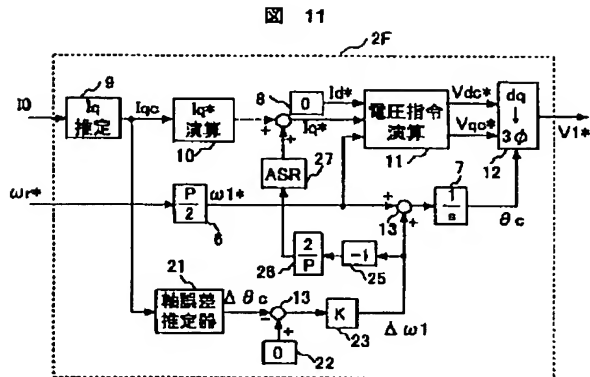 図 11
2F
9
I0
Iq
推定
Iqc
Iq*
演算
10
8
0
Id*
Iq*
電圧指令
演算
11
Vdc*
Vqc*
dq
↓
3φ
12
V1*
27
ASR
ωr*
P
2
6
ω1*
13
7
1
s
θc
2
P
26
-1
25
21
軸誤差
推定器
Δθc
13
K
23
Δω1
0
22